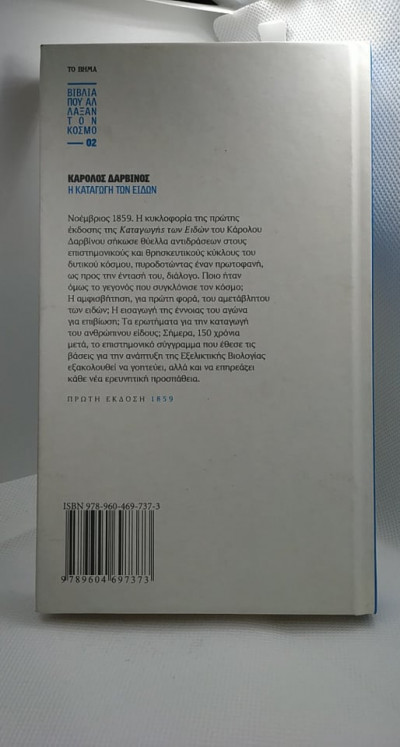 ΤΟ ΒΗΜΑ
ΒΙΒΛΙΑ
ΠΟΥ ΑΛ
ΛΑΞΑΝ
ΤΟΝ
ΚΟΣΜΟ
02
ΚΑΡΟΛΟΣ ΔΑΡΒΙΝΟΣ
Η ΚΑΤΑΓΩΓΗ ΤΩΝ ΕΙΔΩΝ
Νοέμβριος 1859. Η κυκλοφορία της πρώτης
έκδοσης της Καταγωγής των Ειδών του Κάρολου
Δαρβίνου σήκωσε θύελλα αντιδράσεων στους
επιστημονικούς και θρησκευτικούς κύκλους του
δυτικού κόσμου, πυροδοτώντας έναν πρωτοφανή,
ως προς την έντασή του, διάλογο. Ποιο ήταν
όμως το γεγονός που συγκλόνισε τον κόσμο;
Η αμφισβήτηση, για πρώτη φορά, του αμετάβλητου
των ειδών; Η εισαγωγή της έννοιας του αγώνα
για επιβίωση; Τα ερωτήματα για την καταγωγή
του ανθρώπινου είδους; Σήμερα, 150 χρόνια
μετά, το επιστημονικό σύγγραμμα που έθεσε τις
βάσεις για την ανάπτυξη της Εξελικτικής Βιολογίας
εξακολουθεί να γοητεύει, αλλά και να επηρεάζει
κάθε νέα ερευνητική προσπάθεια.
ΠΡΩΤΗ ΕΚΔΟΣΗ 1859
ISBN 978-960-469-737-3
9789604697373